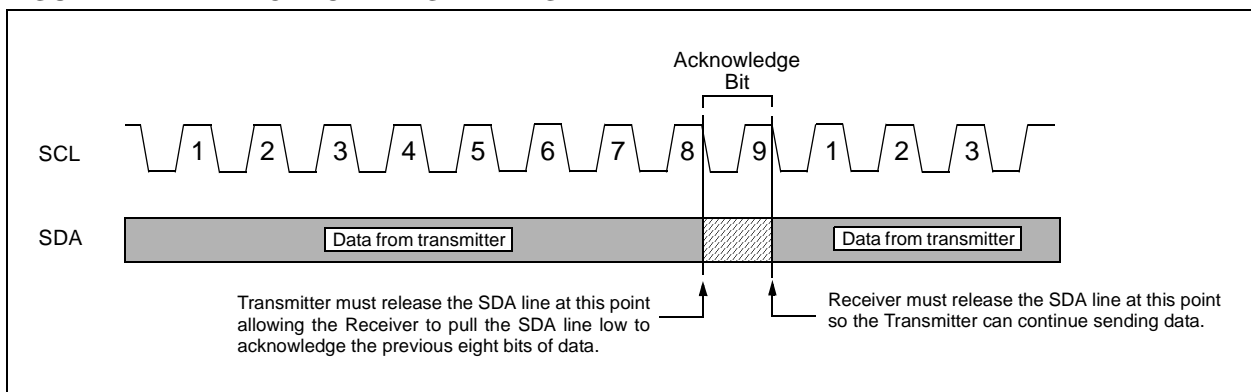 Acknowledge
Bit
SCL
1 2 3 4 5 6 7 8 9 1 2 3
SDA
Data from transmitter
Data from transmitter
Transmitter must release the SDA line at this point
allowing the Receiver to pull the SDA line low to
acknowledge the previous eight bits of data.
Receiver must release the SDA line at this point
so the Transmitter can continue sending data.